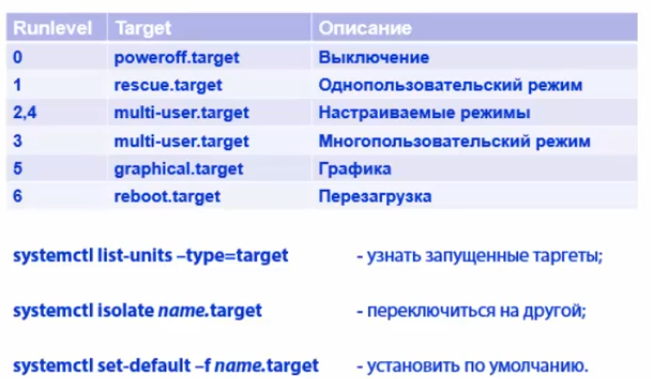 Runlevel Target Описание
0 poweroff.target Выключение
1 rescue.target Однопользовательский режим
2,4 multi-user.target Настраиваемые режимы
3 multi-user.target Многопользовательский режим
5 graphical.target Графика
6 reboot.target Перезагрузка
systemctl list-units –type=target - узнать запущенные таргеты;
systemctl isolate name.target - переключиться на другой;
systemctl set-default –f name.target - установить по умолчанию.